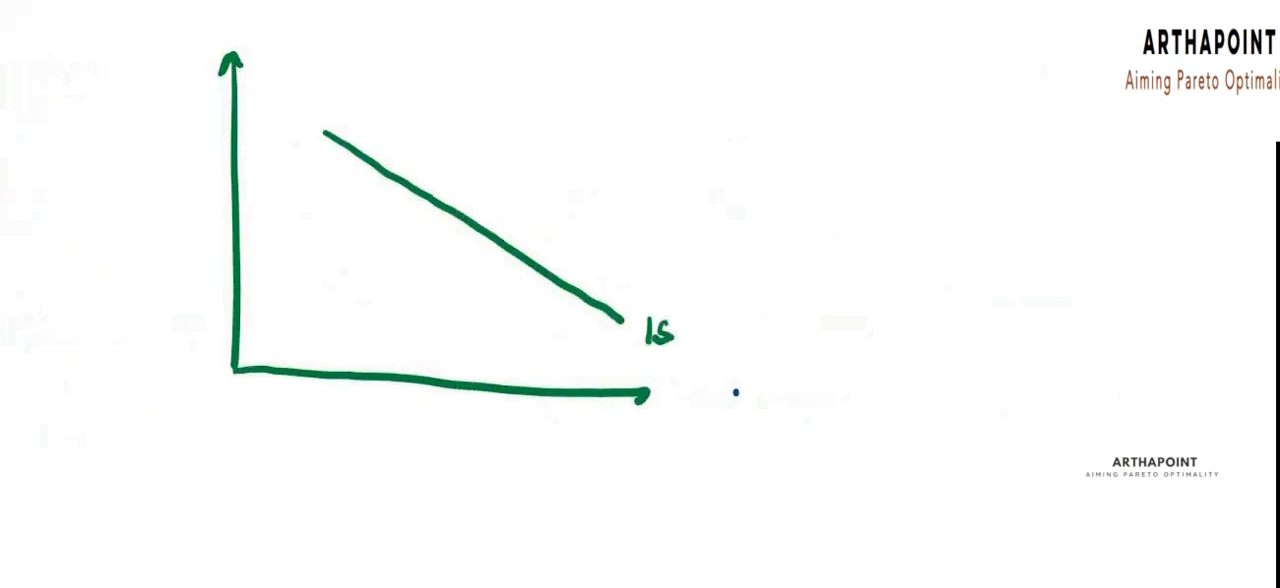 ARTHAPOINT
Aiming Pareto Optimali
IS
ARTHAPOINT
AIMING PARETO OPTIMALITY